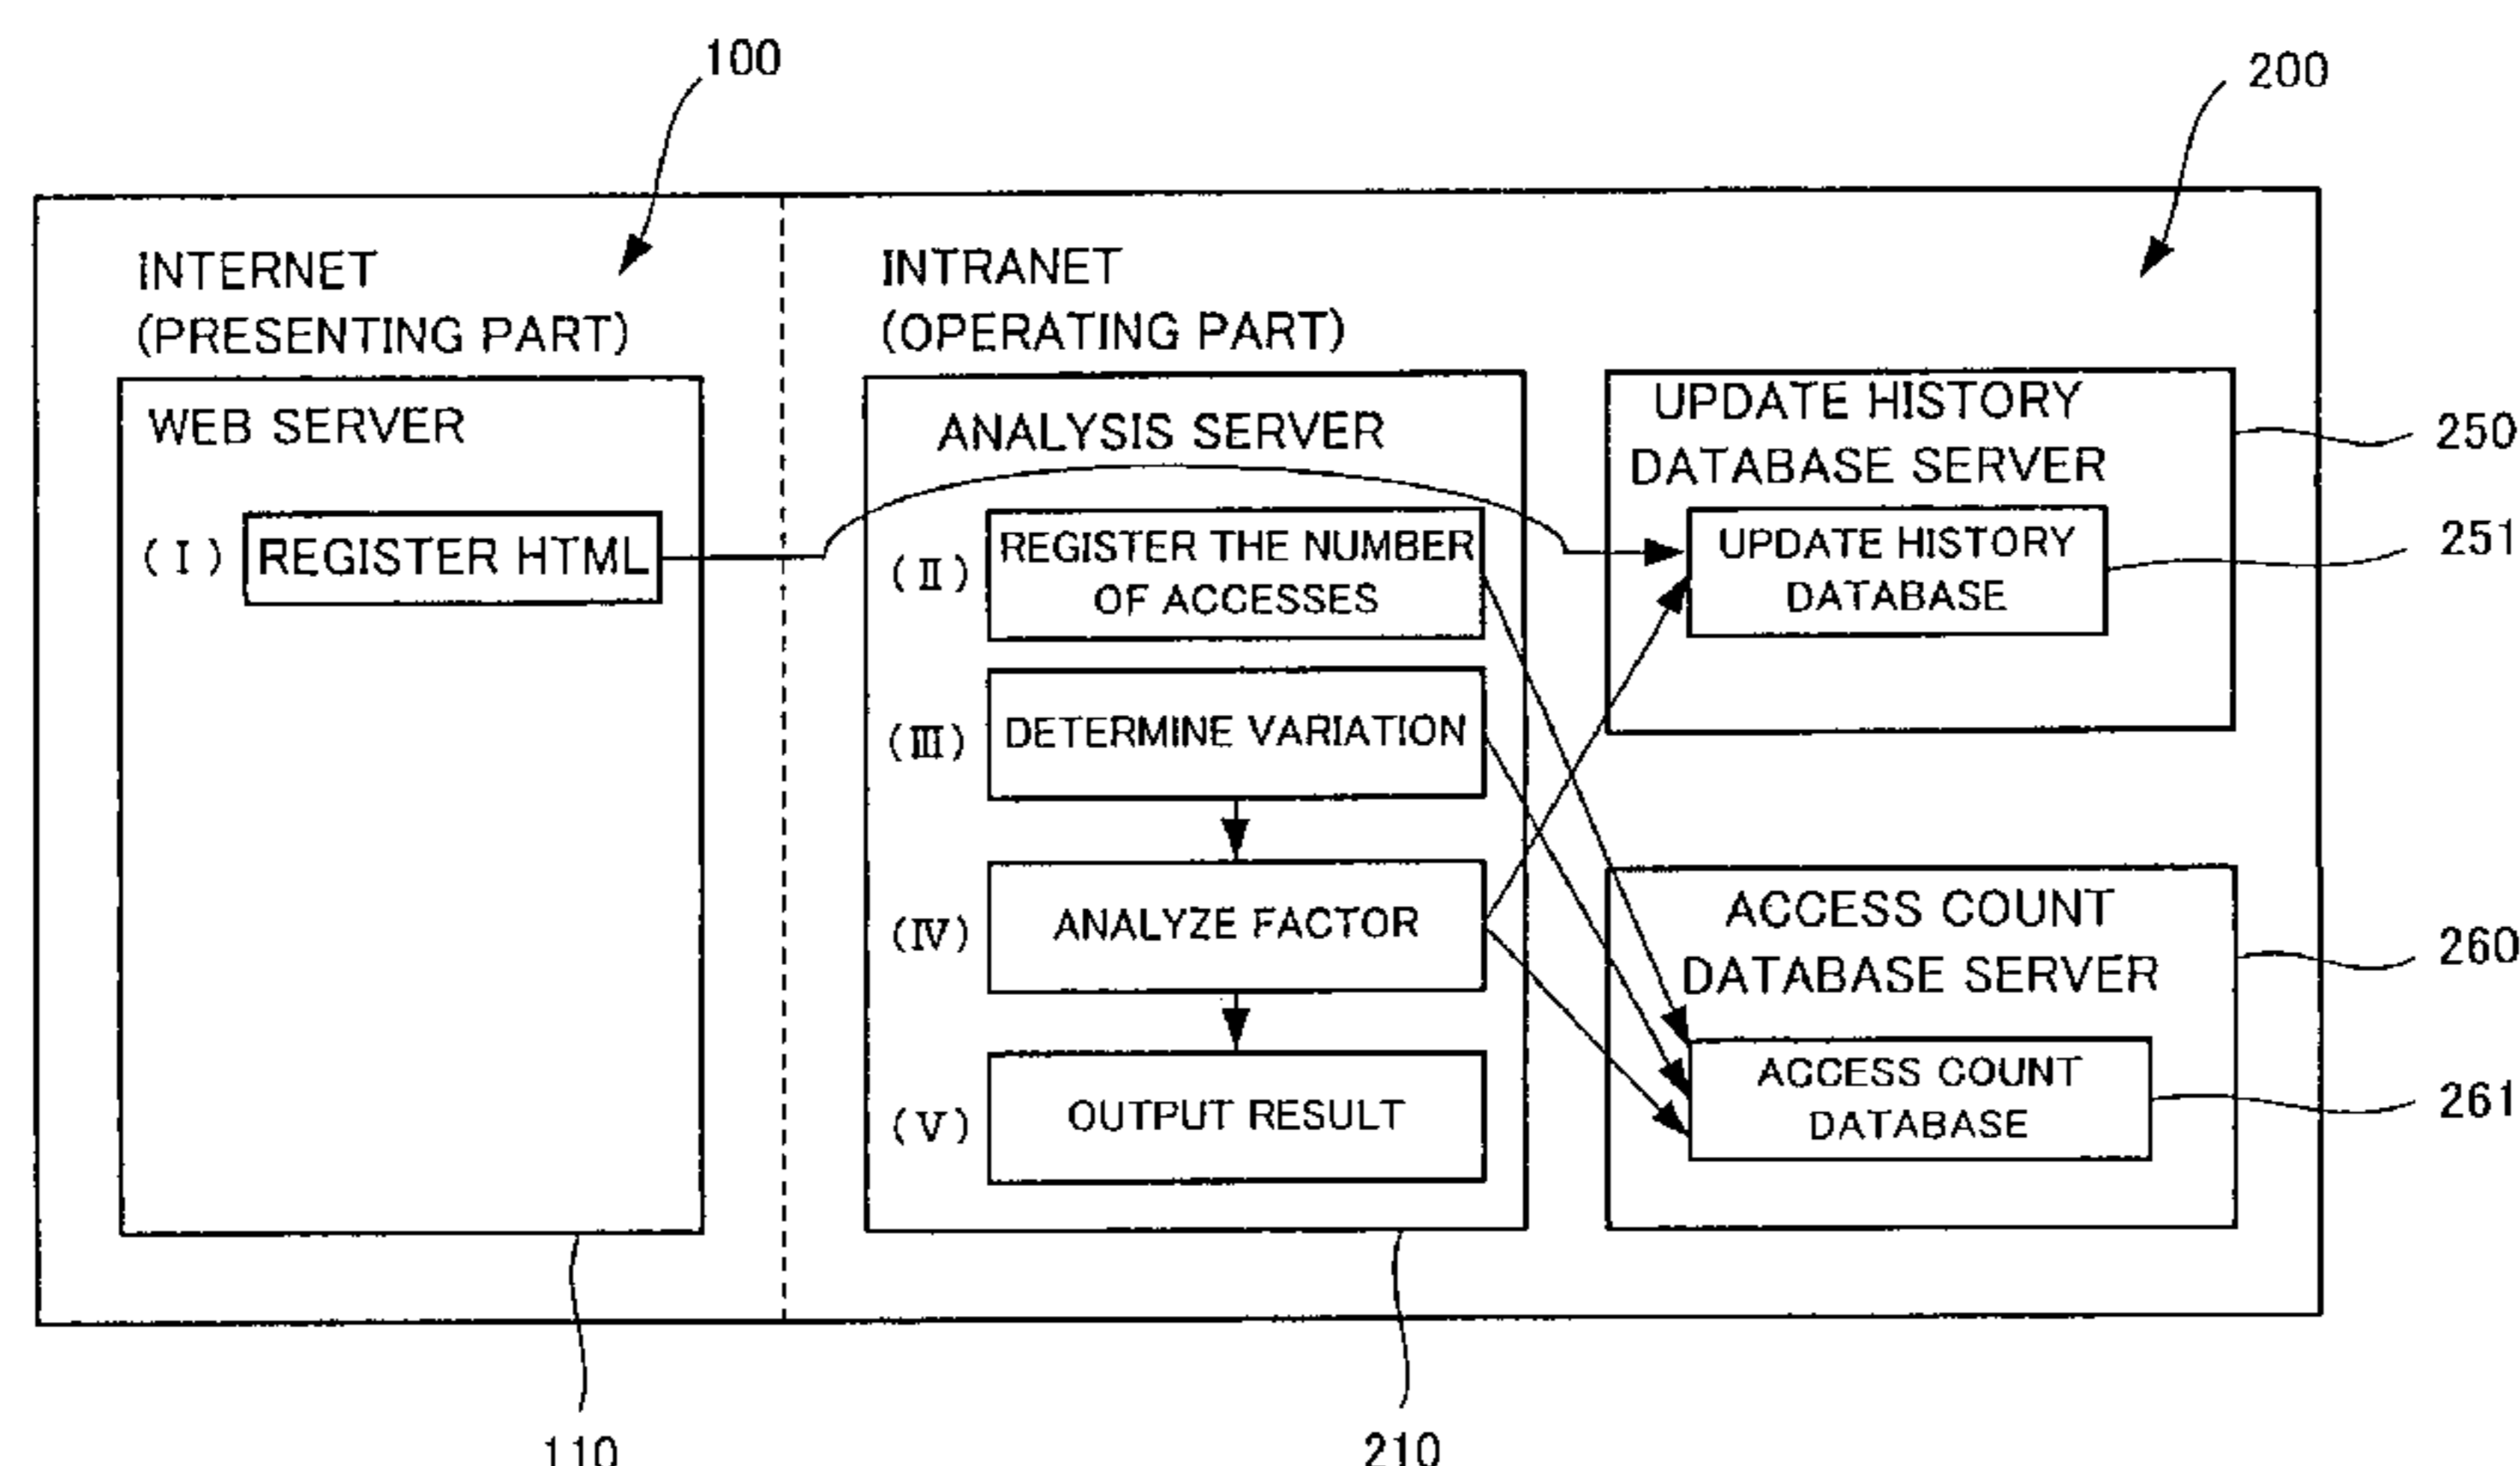 100
200
INTERNET
(PRESENTING PART)
INTRANET
(OPERATING PART)
WEB SERVER
(I) REGISTER HTML
ANALYSIS SERVER
(II) REGISTER THE NUMBER
OF ACCESSES
(III) DETERMINE VARIATION
(IV) ANALYZE FACTOR
(V) OUTPUT RESULT
UPDATE HISTORY
DATABASE SERVER
250
UPDATE HISTORY
DATABASE
251
ACCESS COUNT
DATABASE SERVER
260
ACCESS COUNT
DATABASE
261
110
210